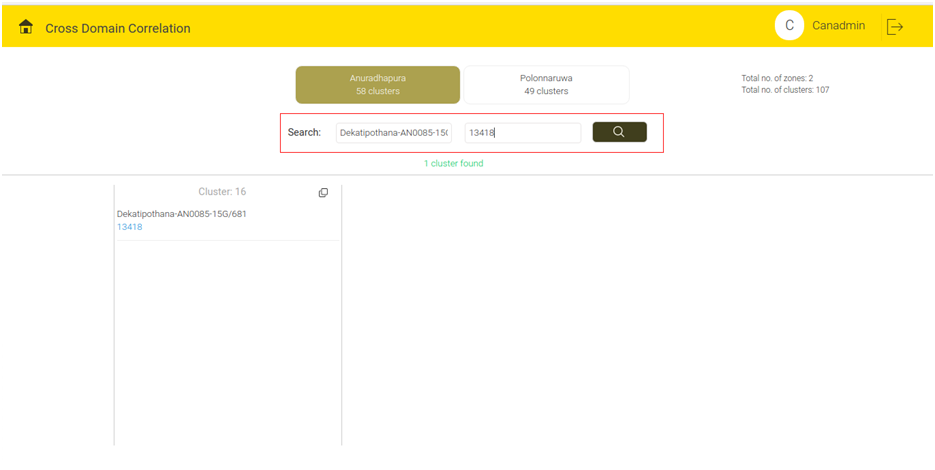 Cross Domain Correlation
C Canadmin
Anuradhapura
58 clusters
Polonnaruwa
49 clusters
Total no. of zones: 2
Total no. of clusters: 107
Search: Dekatipothana-AN0085-15( 13418
1 cluster found
Cluster: 16
Dekatipothana-AN0085-15G/681
13418